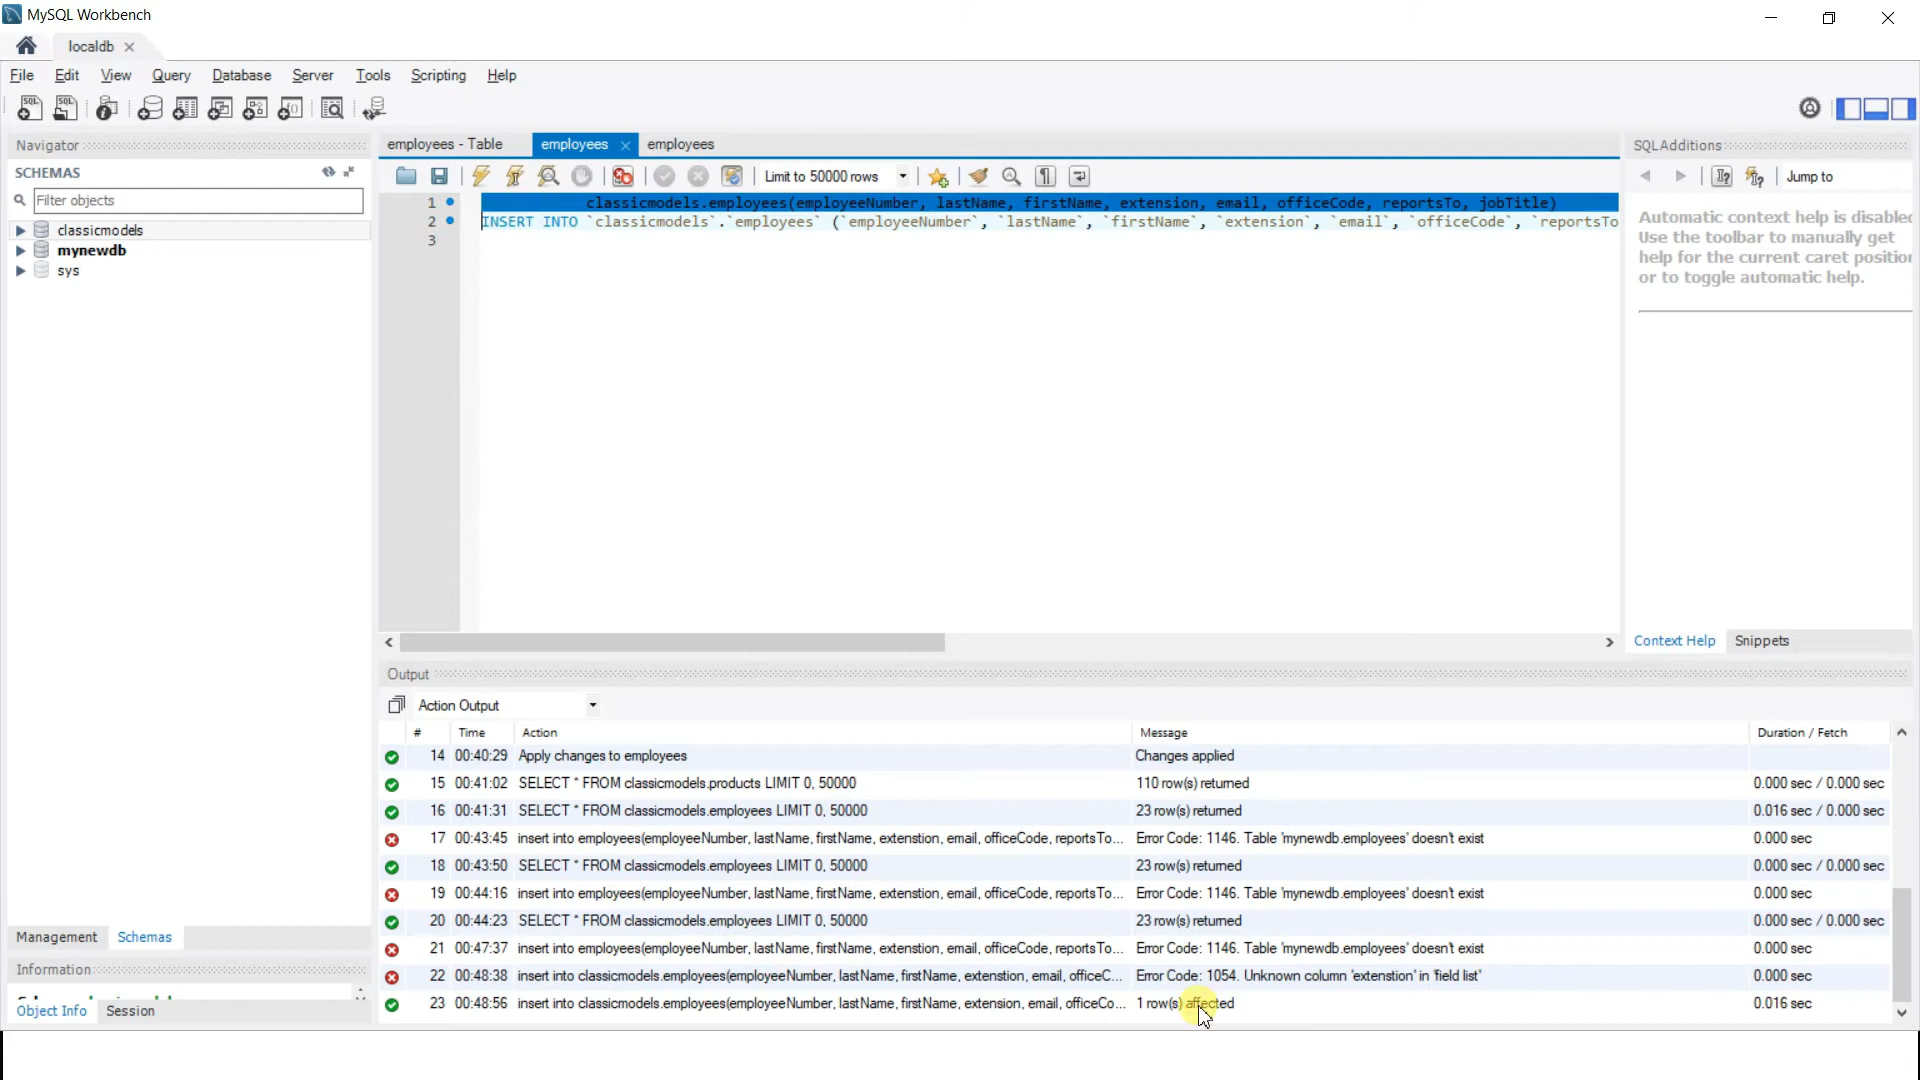 MySQL Workbench
localdb
File Edit View Query Database Server Tools Scripting Help
Navigator
SCHEMAS
Filter objects
classicmodels
mynewdb
sys
Management Schemas
Information
Object Info Session
employees - Table employees employees
Limit to 50000 rows
1 classicmodels.employees(employeeNumber, lastName, firstName, extension, email, officeCode, reportsTo, jobTitle)
2 INSERT INTO `classicmodels`.`employees` (`employeeNumber`, `lastName`, `firstName`, `extension`, `email`, `officeCode`, `reportsTo
3
SQLAdditions
Jump to
Automatic context help is disabled
Use the toolbar to manually get
help for the current caret position
or to toggle automatic help.
Context Help Snippets
Output
Action Output
# Time Action Message Duration / Fetch
14 00:40:29 Apply changes to employees Changes applied
15 00:41:02 SELECT * FROM classicmodels.products LIMIT 0, 50000 110 row(s) returned 0.000 sec / 0.000 sec
16 00:41:31 SELECT * FROM classicmodels.employees LIMIT 0, 50000 23 row(s) returned 0.016 sec / 0.000 sec
17 00:43:45 insert into employees(employeeNumber, lastName, firstName, extenstion, email, officeCode, reportsTo... Error Code: 1146. Table 'mynewdb.employees' doesn't exist 0.000 sec
18 00:43:50 SELECT * FROM classicmodels.employees LIMIT 0, 50000 23 row(s) returned 0.000 sec / 0.000 sec
19 00:44:16 insert into employees(employeeNumber, lastName, firstName, extenstion, email, officeCode, reportsTo... Error Code: 1146. Table 'mynewdb.employees' doesn't exist 0.000 sec
20 00:44:23 SELECT * FROM classicmodels.employees LIMIT 0, 50000 23 row(s) returned 0.000 sec / 0.000 sec
21 00:47:37 insert into employees(employeeNumber, lastName, firstName, extenstion, email, officeCode, reportsTo... Error Code: 1146. Table 'mynewdb.employees' doesn't exist 0.000 sec
22 00:48:38 insert into classicmodels.employees(employeeNumber, lastName, firstName, extenstion, email, officeC... Error Code: 1054. Unknown column 'extenstion' in 'field list' 0.000 sec
23 00:48:56 insert into classicmodels.employees(employeeNumber, lastName, firstName, extension, email, officeCo... 1 row(s) affected 0.016 sec